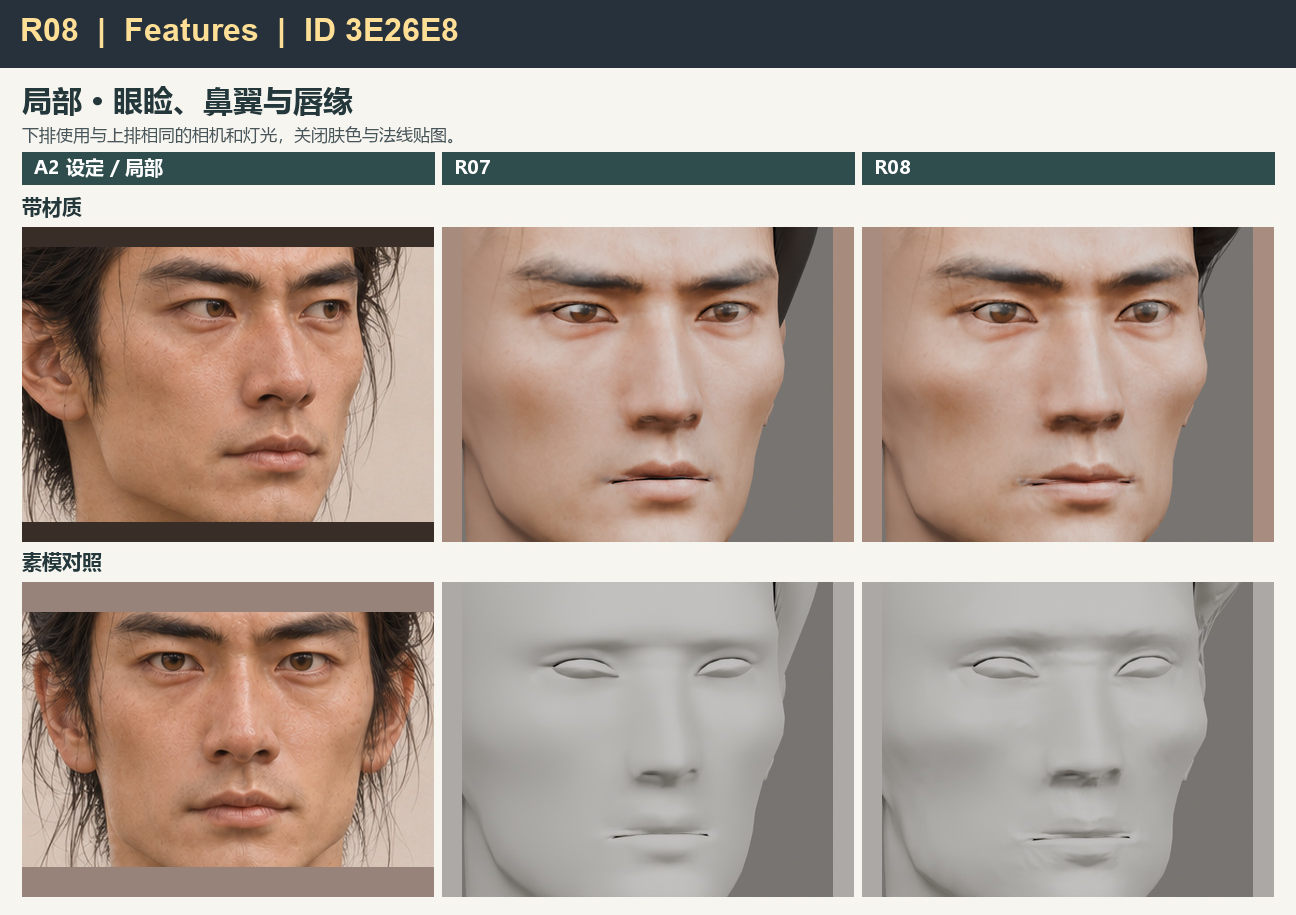 R08 | Features | ID 3E26E8
局部 • 眼睑、鼻翼与唇缘
下排使用与上排相同的相机和灯光，关闭肤色与法线贴图。
A2 设定 / 局部
R07
R08
带材质
素模对照